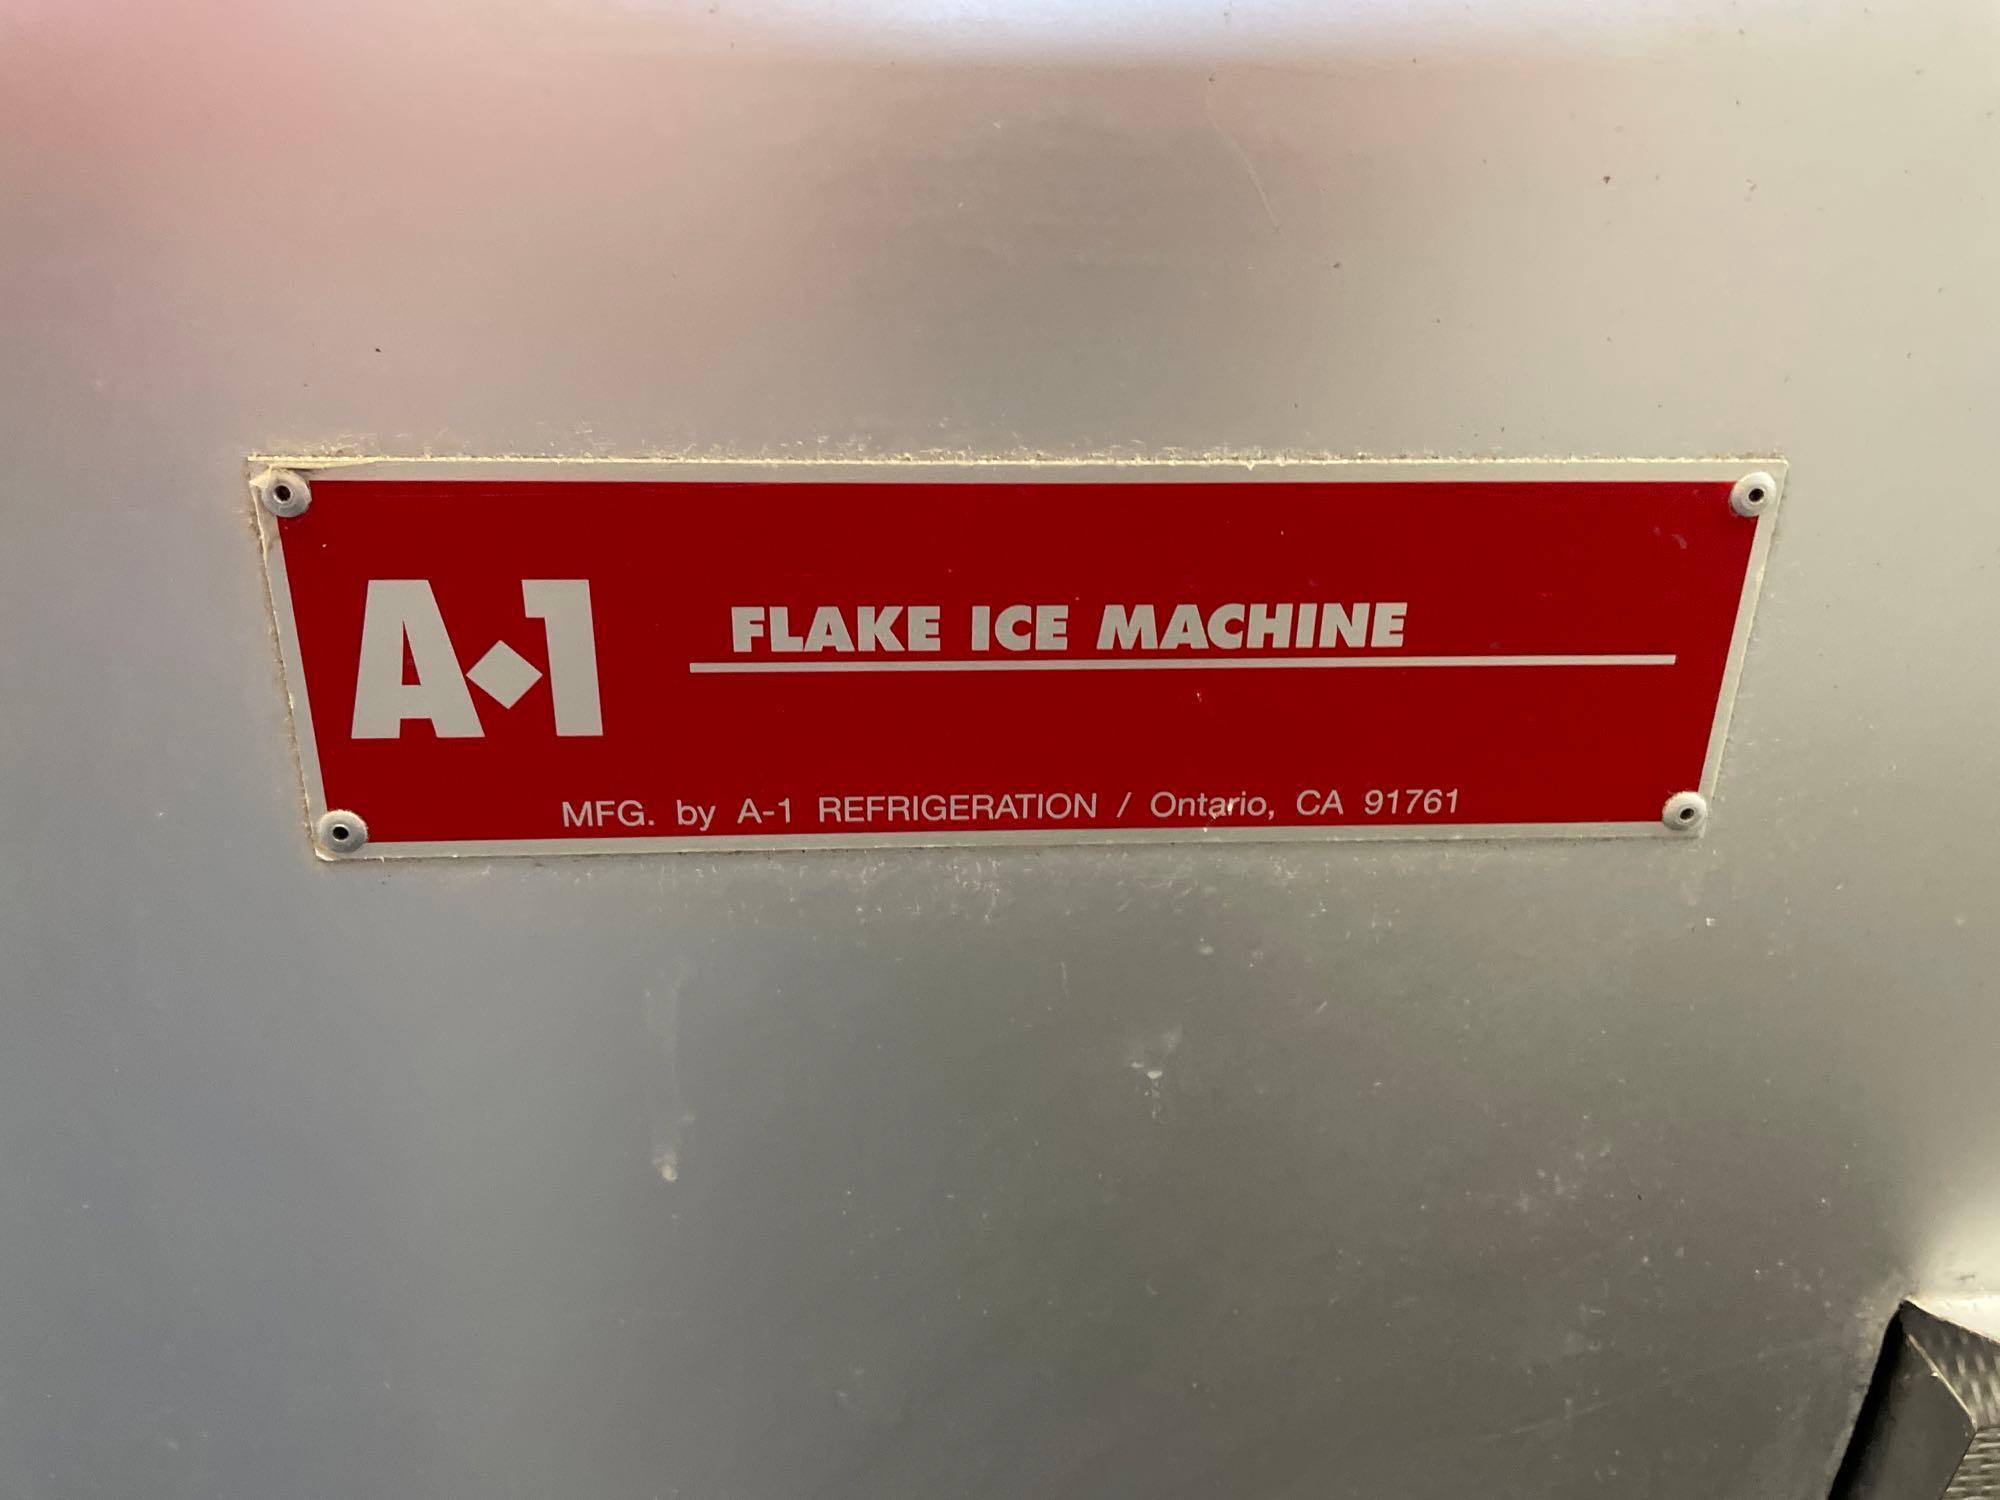 A◆1
FLAKE ICE MACHINE
MFG. by A-1 REFRIGERATION / Ontario, CA 91761